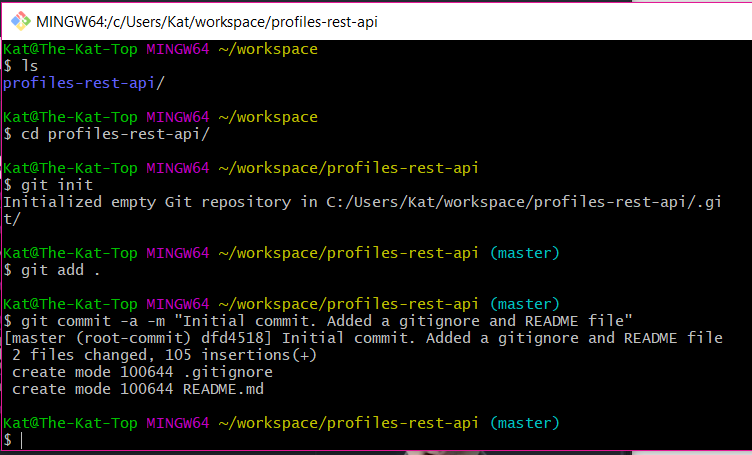 MINGW64:/c/Users/Kat/workspace/profiles-rest-api
Kat@The-Kat-Top MINGW64 ~/workspace
$ ls
profiles-rest-api/
Kat@The-Kat-Top MINGW64 ~/workspace
$ cd profiles-rest-api/
Kat@The-Kat-Top MINGW64 ~/workspace/profiles-rest-api
$ git init
Initialized empty Git repository in C:/Users/Kat/workspace/profiles-rest-api/.gi
t/
Kat@The-Kat-Top MINGW64 ~/workspace/profiles-rest-api (master)
$ git add .
Kat@The-Kat-Top MINGW64 ~/workspace/profiles-rest-api (master)
$ git commit -a -m "Initial commit. Added a gitignore and README file"
[master (root-commit) dfd4518] Initial commit. Added a gitignore and README file
 2 files changed, 105 insertions(+)
 create mode 100644 .gitignore
 create mode 100644 README.md
Kat@The-Kat-Top MINGW64 ~/workspace/profiles-rest-api (master)
$